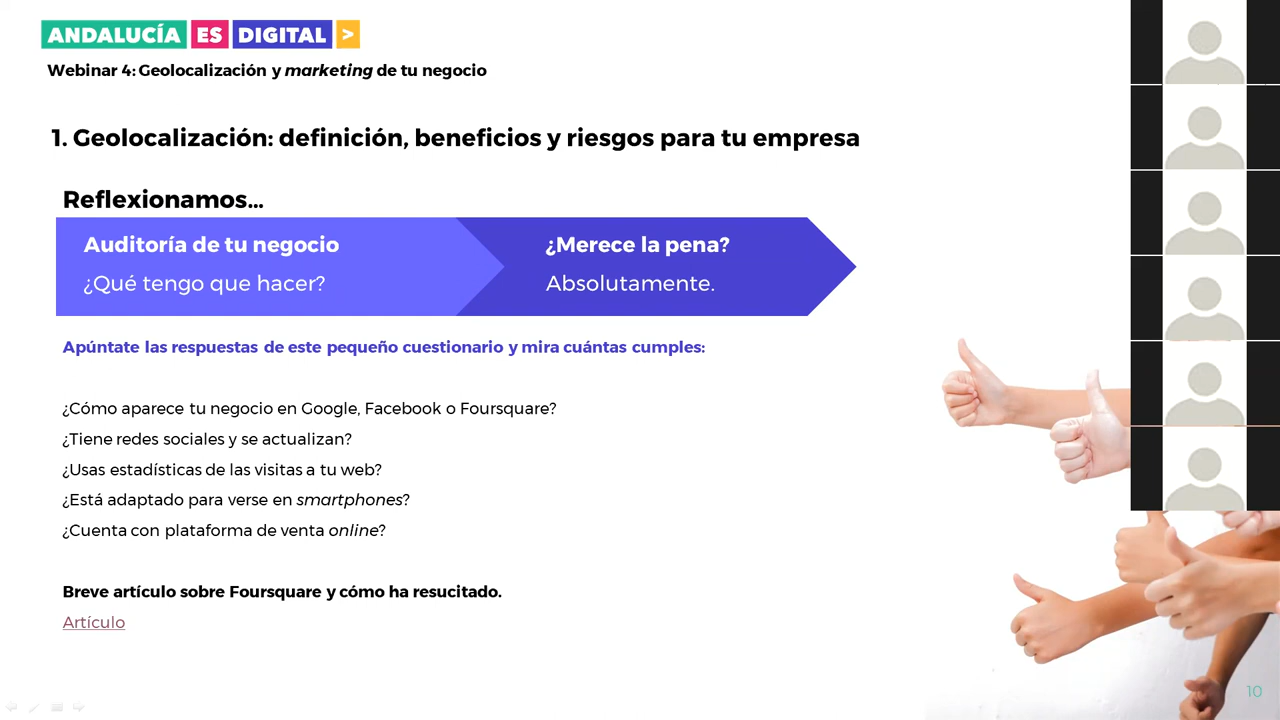 ANDALUCÍA ES DIGITAL >
Webinar 4: Geolocalización y marketing de tu negocio
1. Geolocalización: definición, beneficios y riesgos para tu empresa
Reflexionamos...
Auditoría de tu negocio
¿Qué tengo que hacer?
¿Merece la pena?
Absolutamente.
Apúntate las respuestas de este pequeño cuestionario y mira cuántas cumples:
¿Cómo aparece tu negocio en Google, Facebook o Foursquare?
¿Tiene redes sociales y se actualizan?
¿Usas estadísticas de las visitas a tu web?
¿Está adaptado para verse en smartphones?
¿Cuenta con plataforma de venta online?
Breve artículo sobre Foursquare y cómo ha resucitado.
Artículo
10